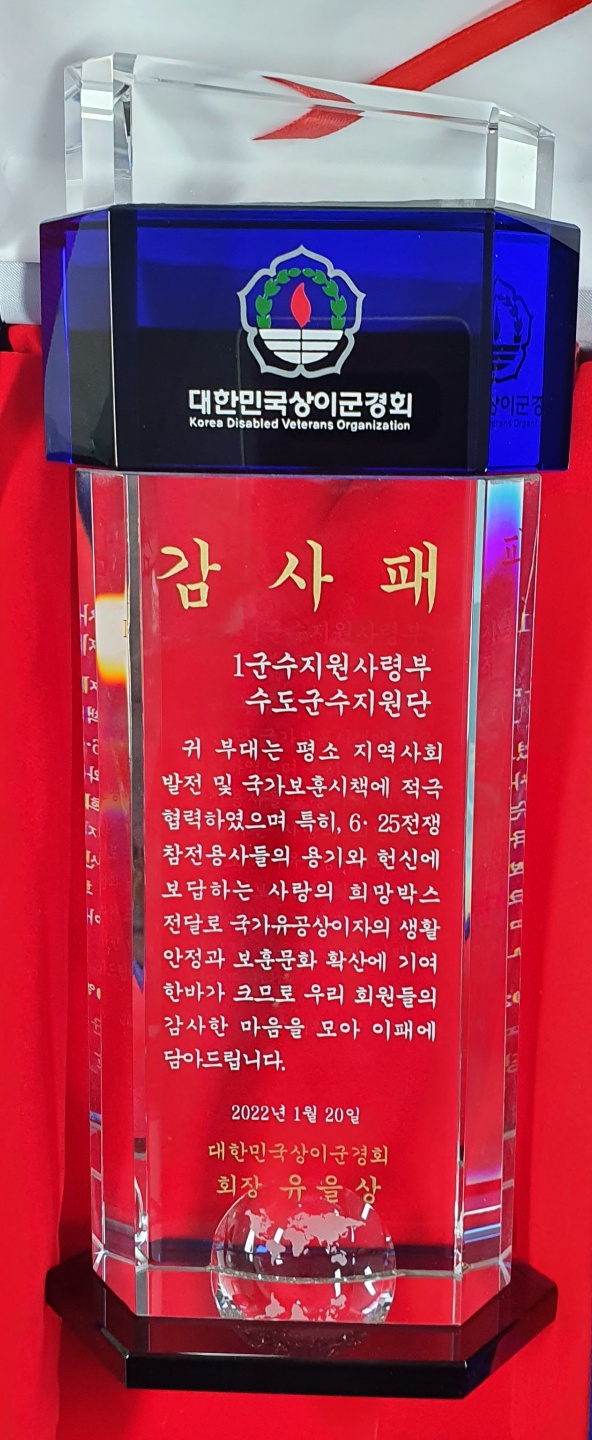 대한민국상이군경회
Korea Disabled Veterans Organization
감 사 패
1군수지원사령부
수도군수지원단
귀 부대는 평소 지역사회
발전 및 국가보훈시책에 적극
협력하였으며 특히, 6· 25전쟁
참전용사들의 용기와 헌신에
보답하는 사랑의 희망박스
전달로 국가유공상이자의 생활
안정과 보훈문화 확산에 기여
한바가 크므로 우리 회원들의
감사한 마음을 모아 이패에
담아드립니다.
2022년 1월 20일
대한민국상이군경회
회장 유을상